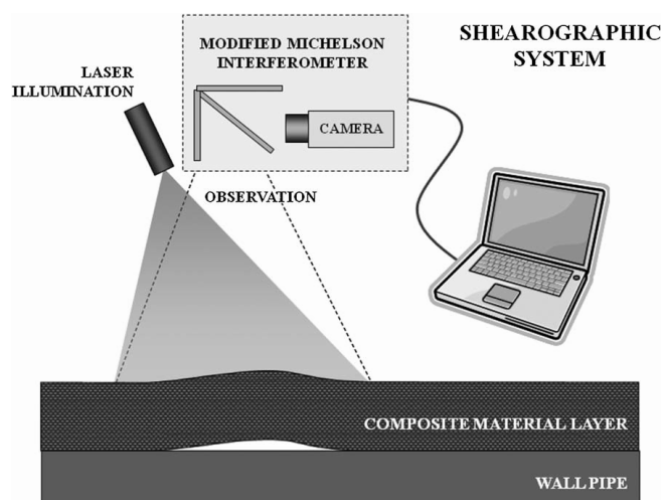 SHEAROGRAPHIC
SYSTEM
MODIFIED MICHELSON
INTERFEROMETER
LASER
ILLUMINATION
CAMERA
OBSERVATION
COMPOSITE MATERIAL LAYER
WALL PIPE